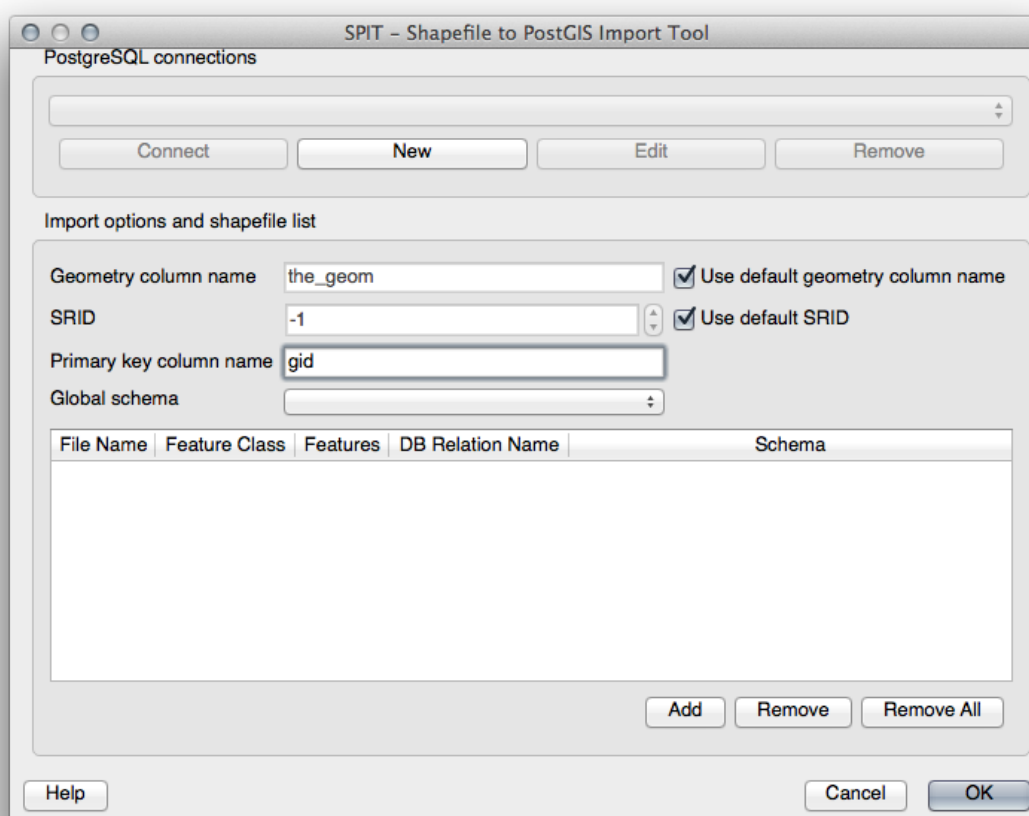 SPIT - Shapefile to PostGIS Import Tool
PostgreSQL connections
Connect New Edit Remove
Import options and shapefile list
Geometry column name the_geom Use default geometry column name
SRID -1 Use default SRID
Primary key column name gid
Global schema
File Name Feature Class Features DB Relation Name Schema
Add Remove Remove All
Help Cancel OK